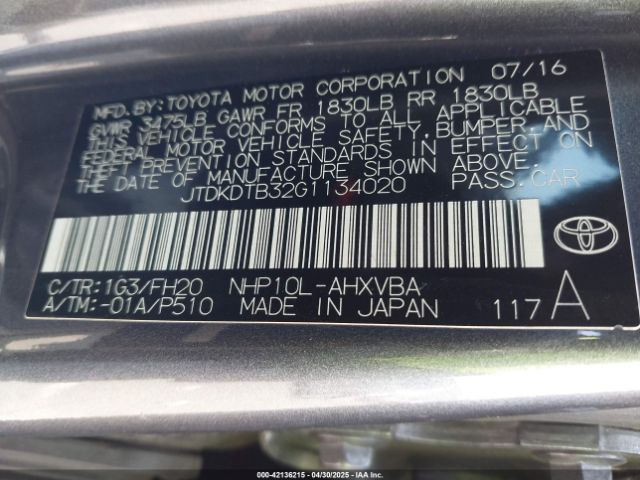 MFD. BY: TOYOTA MOTOR CORPORATION 07/16
GVWR 3475LB GAWR FR 1830LB RR 1830LB
THIS VEHICLE CONFORMS TO ALL APPLICABLE
FEDERAL MOTOR VEHICLE SAFETY, BUMPER, AND
THEFT PREVENTION STANDARDS IN EFFECT ON
THE DATE OF MANUFACTURE SHOWN ABOVE.
JTDKDTB32G1134020 PASS. CAR
C/TR: 1G3/FH20 NHP10L-AHXVBA
A/TM: -01A/P510 MADE IN JAPAN 117 A
TOYOTA
000-42136215 - 04/30/2025 - IAAI.COM